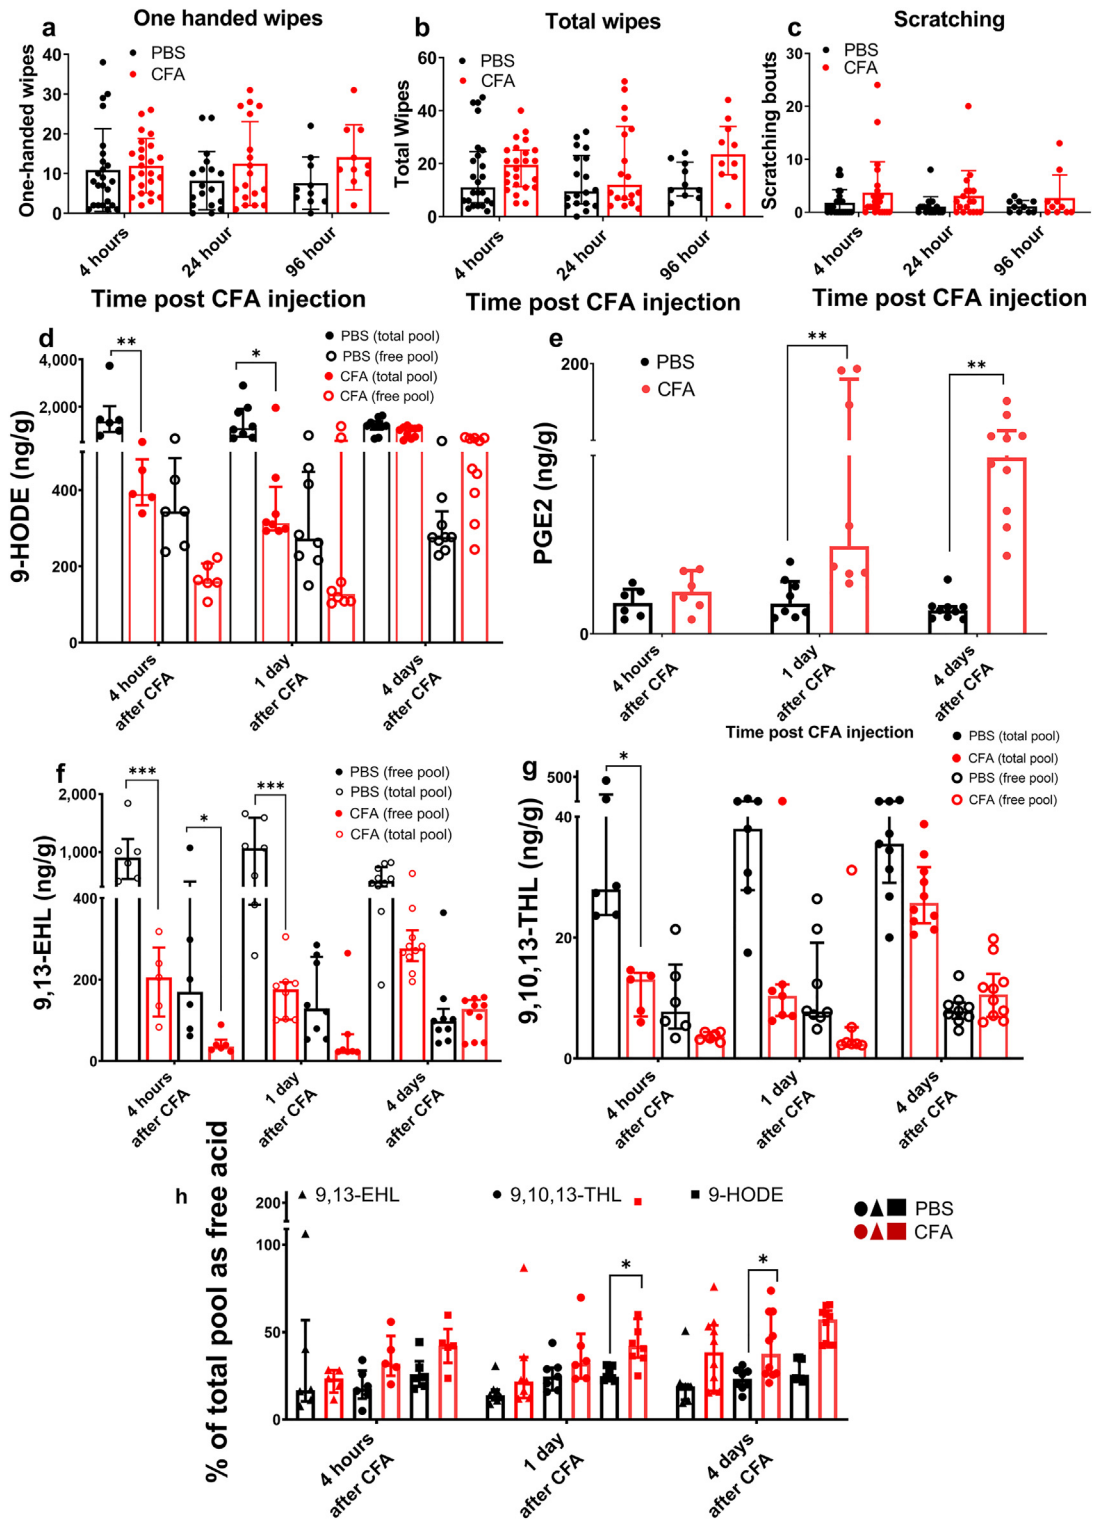 a
One handed wipes
One-handed wipes
PBS
CFA
40
30
20
10
0
4 hours
24 hour
96 hour
Time post CFA injection
b
Total wipes
Total Wipes
PBS
CFA
60
40
20
0
4 hours
24 hour
96 hour
Time post CFA injection
c
Scratching
Scratching bouts
PBS
CFA
30
20
10
0
4 hours
24 hour
96 hour
Time post CFA injection
d
9-HODE (ng/g)
PBS (total pool)
PBS (free pool)
CFA (total pool)
CFA (free pool)
**
*
4,000
2,000
400
200
0
4 hours
after CFA
1 day
after CFA
4 days
after CFA
e
PGE2 (ng/g)
PBS
CFA
**
**
200
0
4 hours
after CFA
1 day
after CFA
4 days
after CFA
Time post CFA injection
f
9,13-EHL (ng/g)
PBS (free pool)
PBS (total pool)
CFA (free pool)
CFA (total pool)
***
*
***
2,000
1,000
400
200
0
4 hours
after CFA
1 day
after CFA
4 days
after CFA
g
9,10,13-THL (ng/g)
PBS (total pool)
CFA (total pool)
PBS (free pool)
CFA (free pool)
*
500
40
20
0
4 hours
after CFA
1 day
after CFA
4 days
after CFA
h
% of total pool as free acid
9,13-EHL
9,10,13-THL
9-HODE
PBS
CFA
*
*
200
100
50
0
4 hours
after CFA
1 day
after CFA
4 days
after CFA